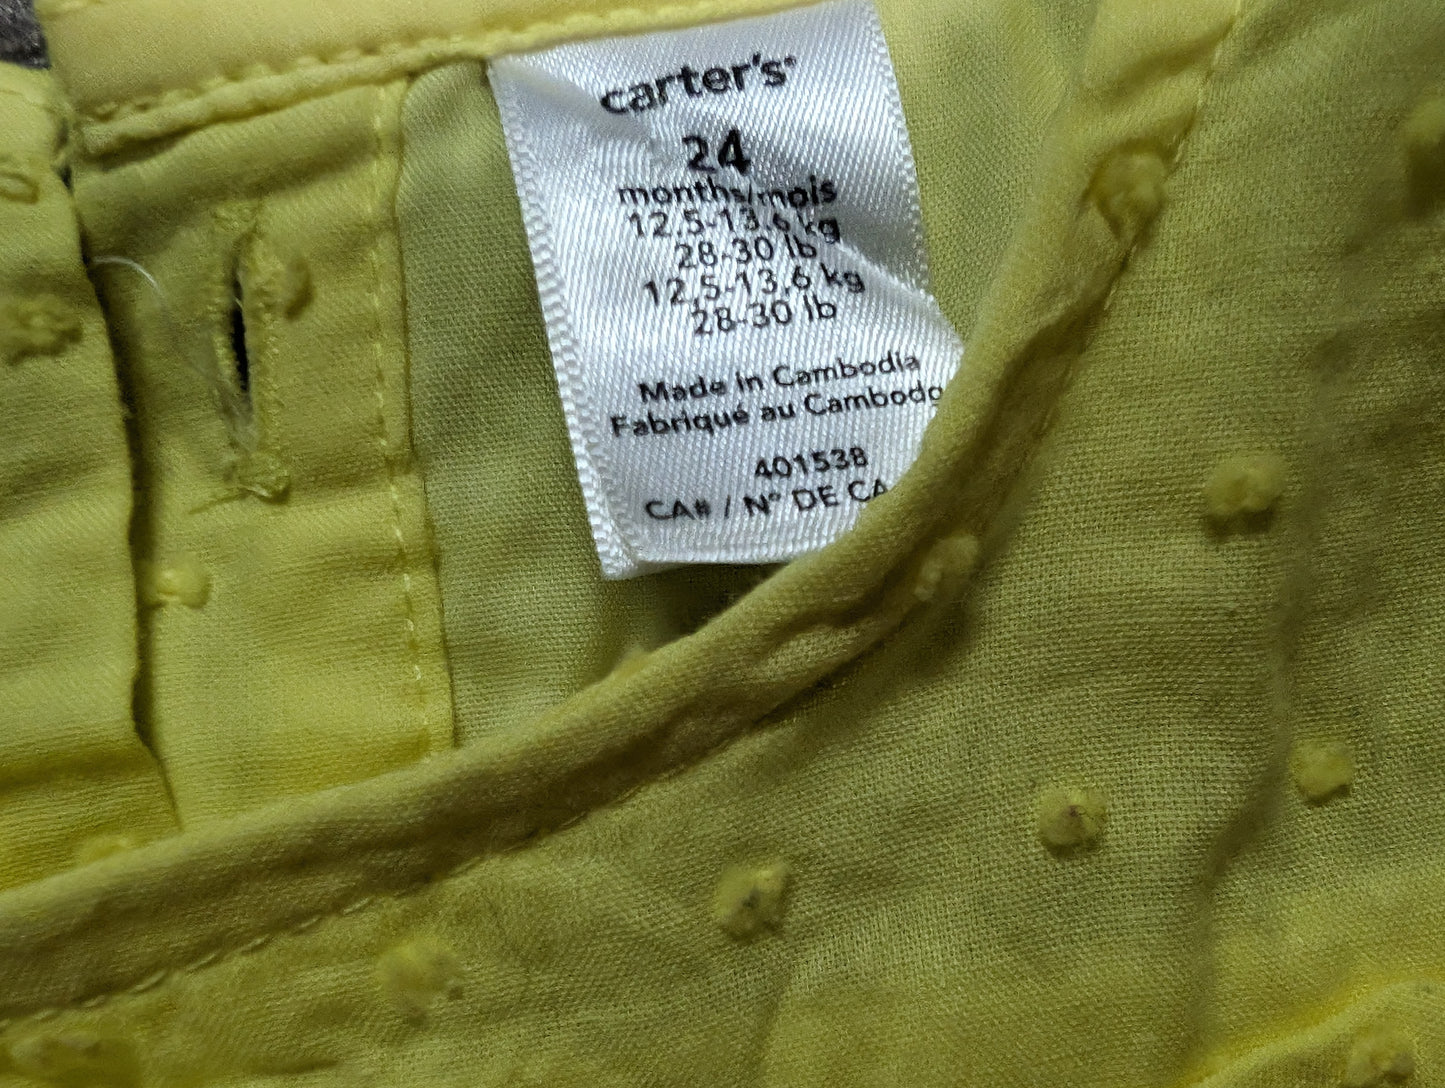 carter's
24
months/mois
12,5-13,6 kg
28-30 lb
12,5-13,6 kg
28-30 lb
Made in Cambodia
Fabriqué au Cambodg
401538
CA# / N° DE CA